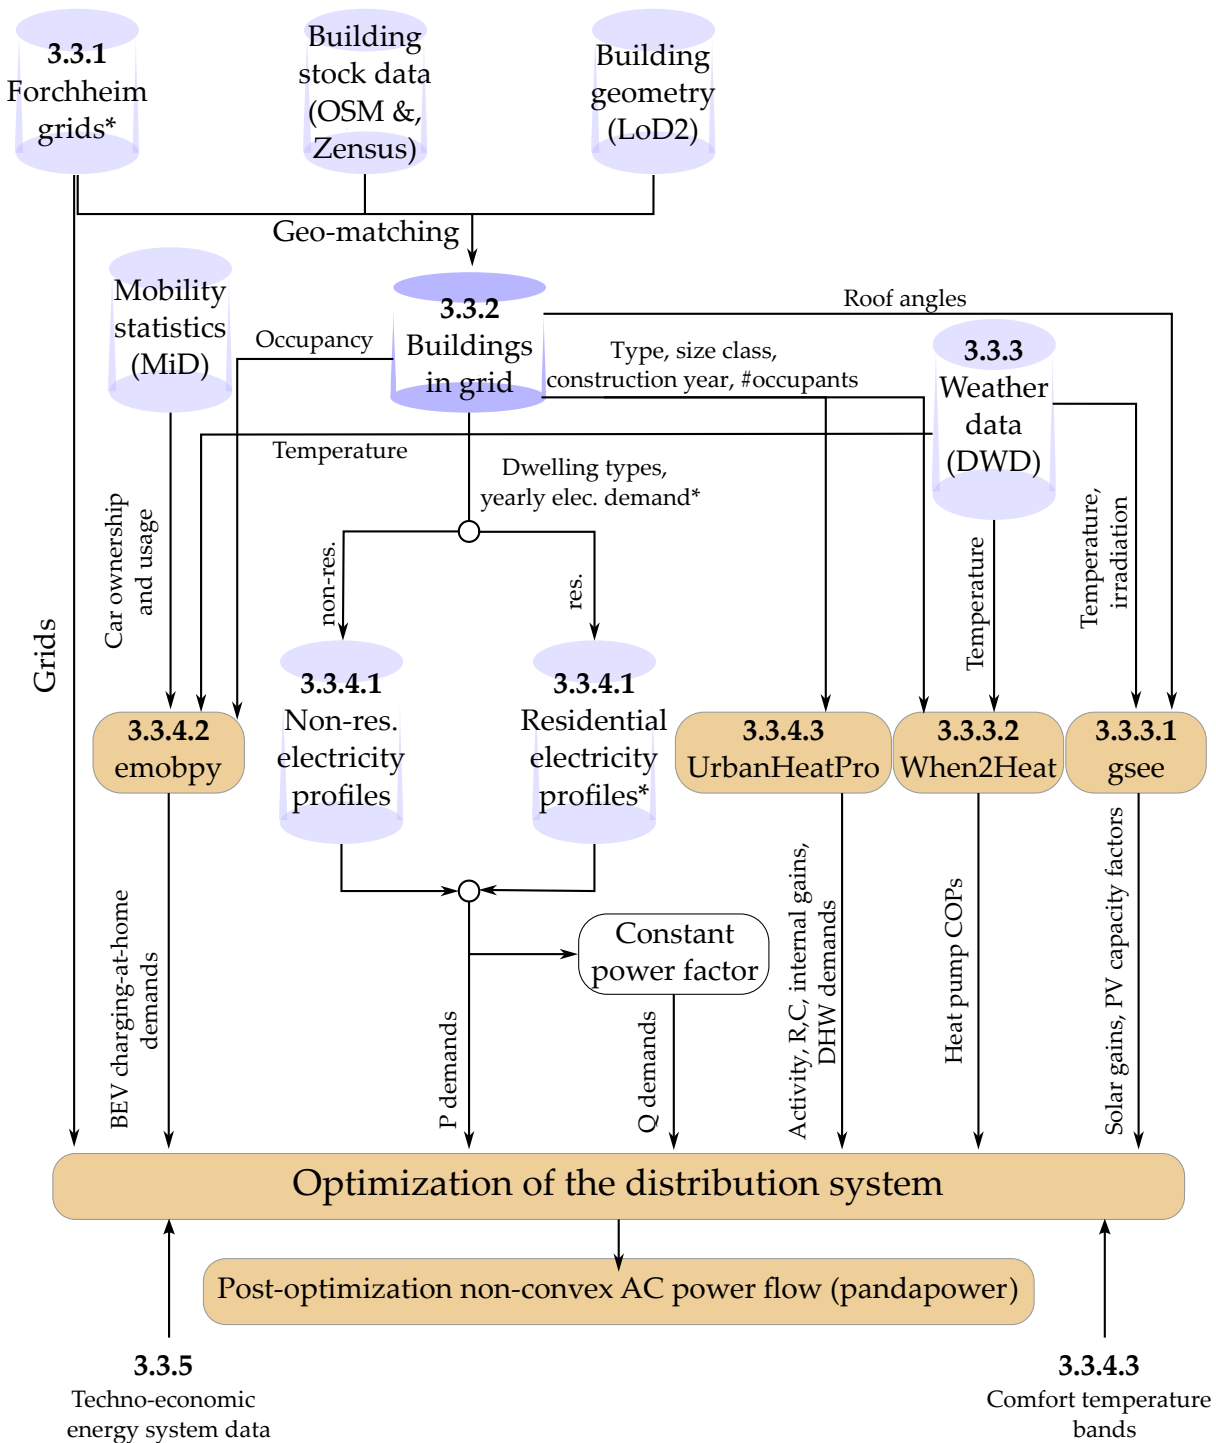 3.3.1
Forchheim
grids*
Building
stock data
(OSM &,
Zensus)
Building
geometry
(LoD2)
Geo-matching
Mobility
statistics
(MiD)
Occupancy
3.3.2
Buildings
in grid
Roof angles
Type, size class,
construction year, #occupants
3.3.3
Weather
data
(DWD)
Temperature
Dwelling types,
yearly elec. demand*
Car ownership
and usage
non-res.
res.
Temperature
Temperature,
irradiation
Grids
3.3.4.2
emobpy
3.3.4.1
Non-res.
electricity
profiles
3.3.4.1
Residential
electricity
profiles*
3.3.4.3
UrbanHeatPro
3.3.3.2
When2Heat
3.3.3.1
gsee
BEV charging-at-home
demands
P demands
Constant
power factor
Q demands
Activity, R,C, internal gains,
DHW demands
Heat pump COPs
Solar gains, PV capacity factors
Optimization of the distribution system
Post-optimization non-convex AC power flow (pandapower)
3.3.5
Techno-economic
energy system data
3.3.4.3
Comfort temperature
bands